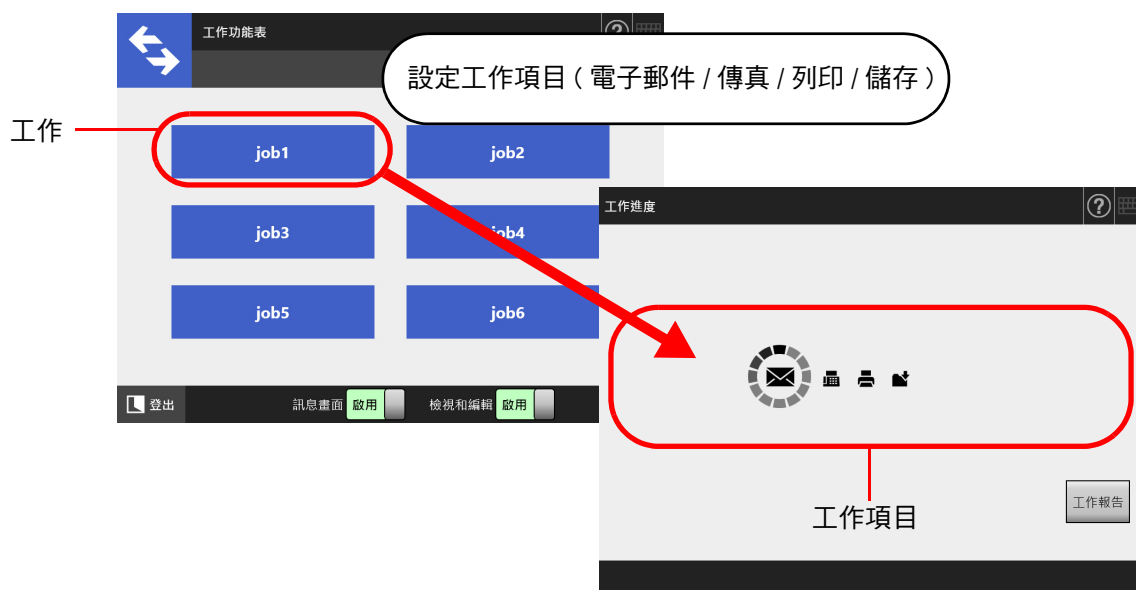 工作功能表
設定工作項目 ( 電子郵件 / 傳真 / 列印 / 儲存 )
工作
job1
job2
job3
job4
job5
job6
登出
訊息畫面 啟用
檢視和編輯 啟用
工作進度
工作項目
工作報告